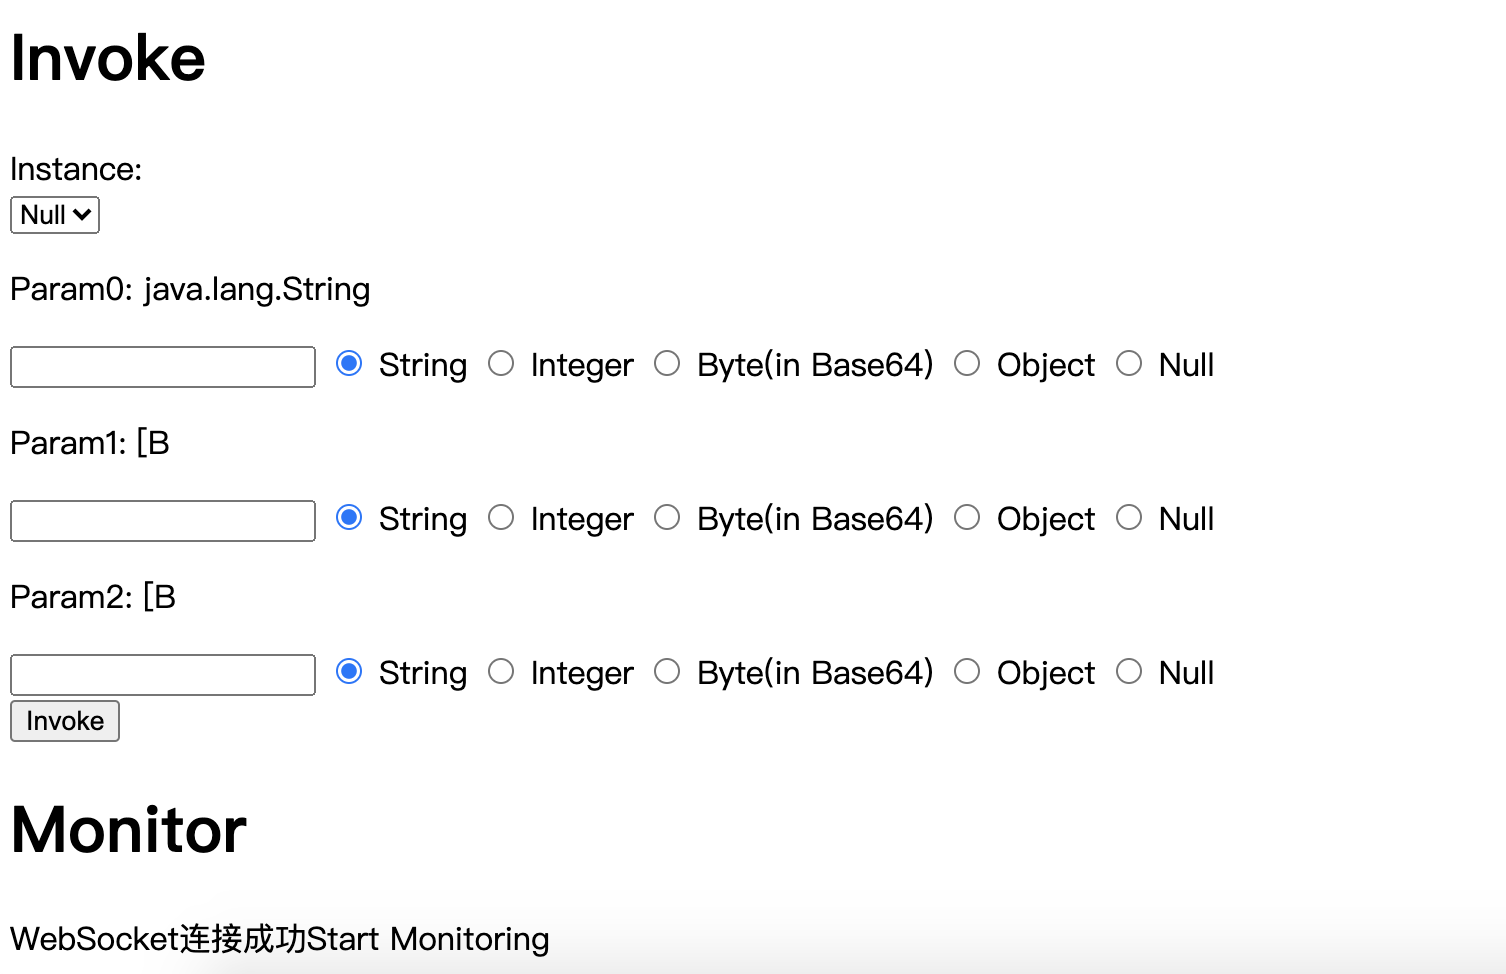 Invoke
Instance:
Null
Param0: java.lang.String
String Integer Byte(in Base64) Object Null
Param1: [B
String Integer Byte(in Base64) Object Null
Param2: [B
String Integer Byte(in Base64) Object Null
Invoke
Monitor
WebSocket连接成功Start Monitoring